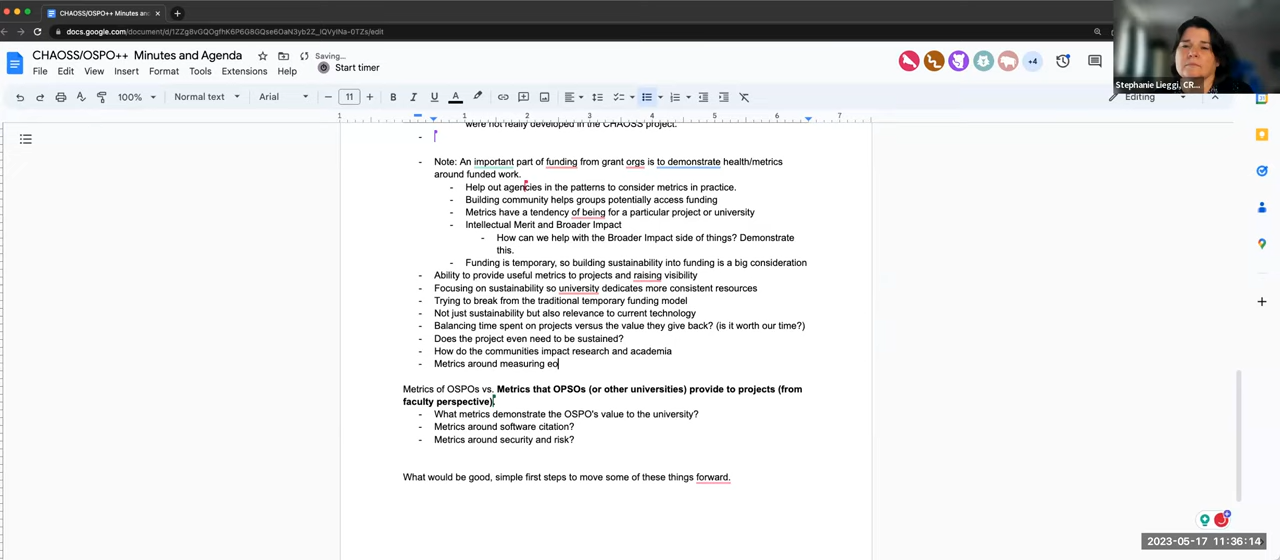 CHAOSS/OSPO++ Minutes and A
docs.google.com/document/d/1ZZg8vGQOgfhK6P6G8GQse6OaN3yb2Z_IQVyINa-0TZs/edit
CHAOSS/OSPO++ Minutes and Agenda
Saving...
File Edit View Insert Format Tools Extensions Help
Start timer
+4
100% Normal text Arial 11 B I U A
Editing
Stephanie Lieggi, CR...
1 1 2 3 4 5 6 7
were not really developed in the CHAOSS project.
-
- Note: An important part of funding from grant orgs is to demonstrate health/metrics
around funded work.
- Help out agencies in the patterns to consider metrics in practice.
- Building community helps groups potentially access funding
- Metrics have a tendency of being for a particular project or university
- Intellectual Merit and Broader Impact
- How can we help with the Broader Impact side of things? Demonstrate
this.
- Funding is temporary, so building sustainability into funding is a big consideration
- Ability to provide useful metrics to projects and raising visibility
- Focusing on sustainability so university dedicates more consistent resources
- Trying to break from the traditional temporary funding model
- Not just sustainability but also relevance to current technology
- Balancing time spent on projects versus the value they give back? (is it worth our time?)
- Does the project even need to be sustained?
- How do the communities impact research and academia
- Metrics around measuring eo
Metrics of OSPOs vs. Metrics that OPSOs (or other universities) provide to projects (from
faculty perspective)
- What metrics demonstrate the OSPO's value to the university?
- Metrics around software citation?
- Metrics around security and risk?
What would be good, simple first steps to move some of these things forward.
2023-05-17 11:36:14